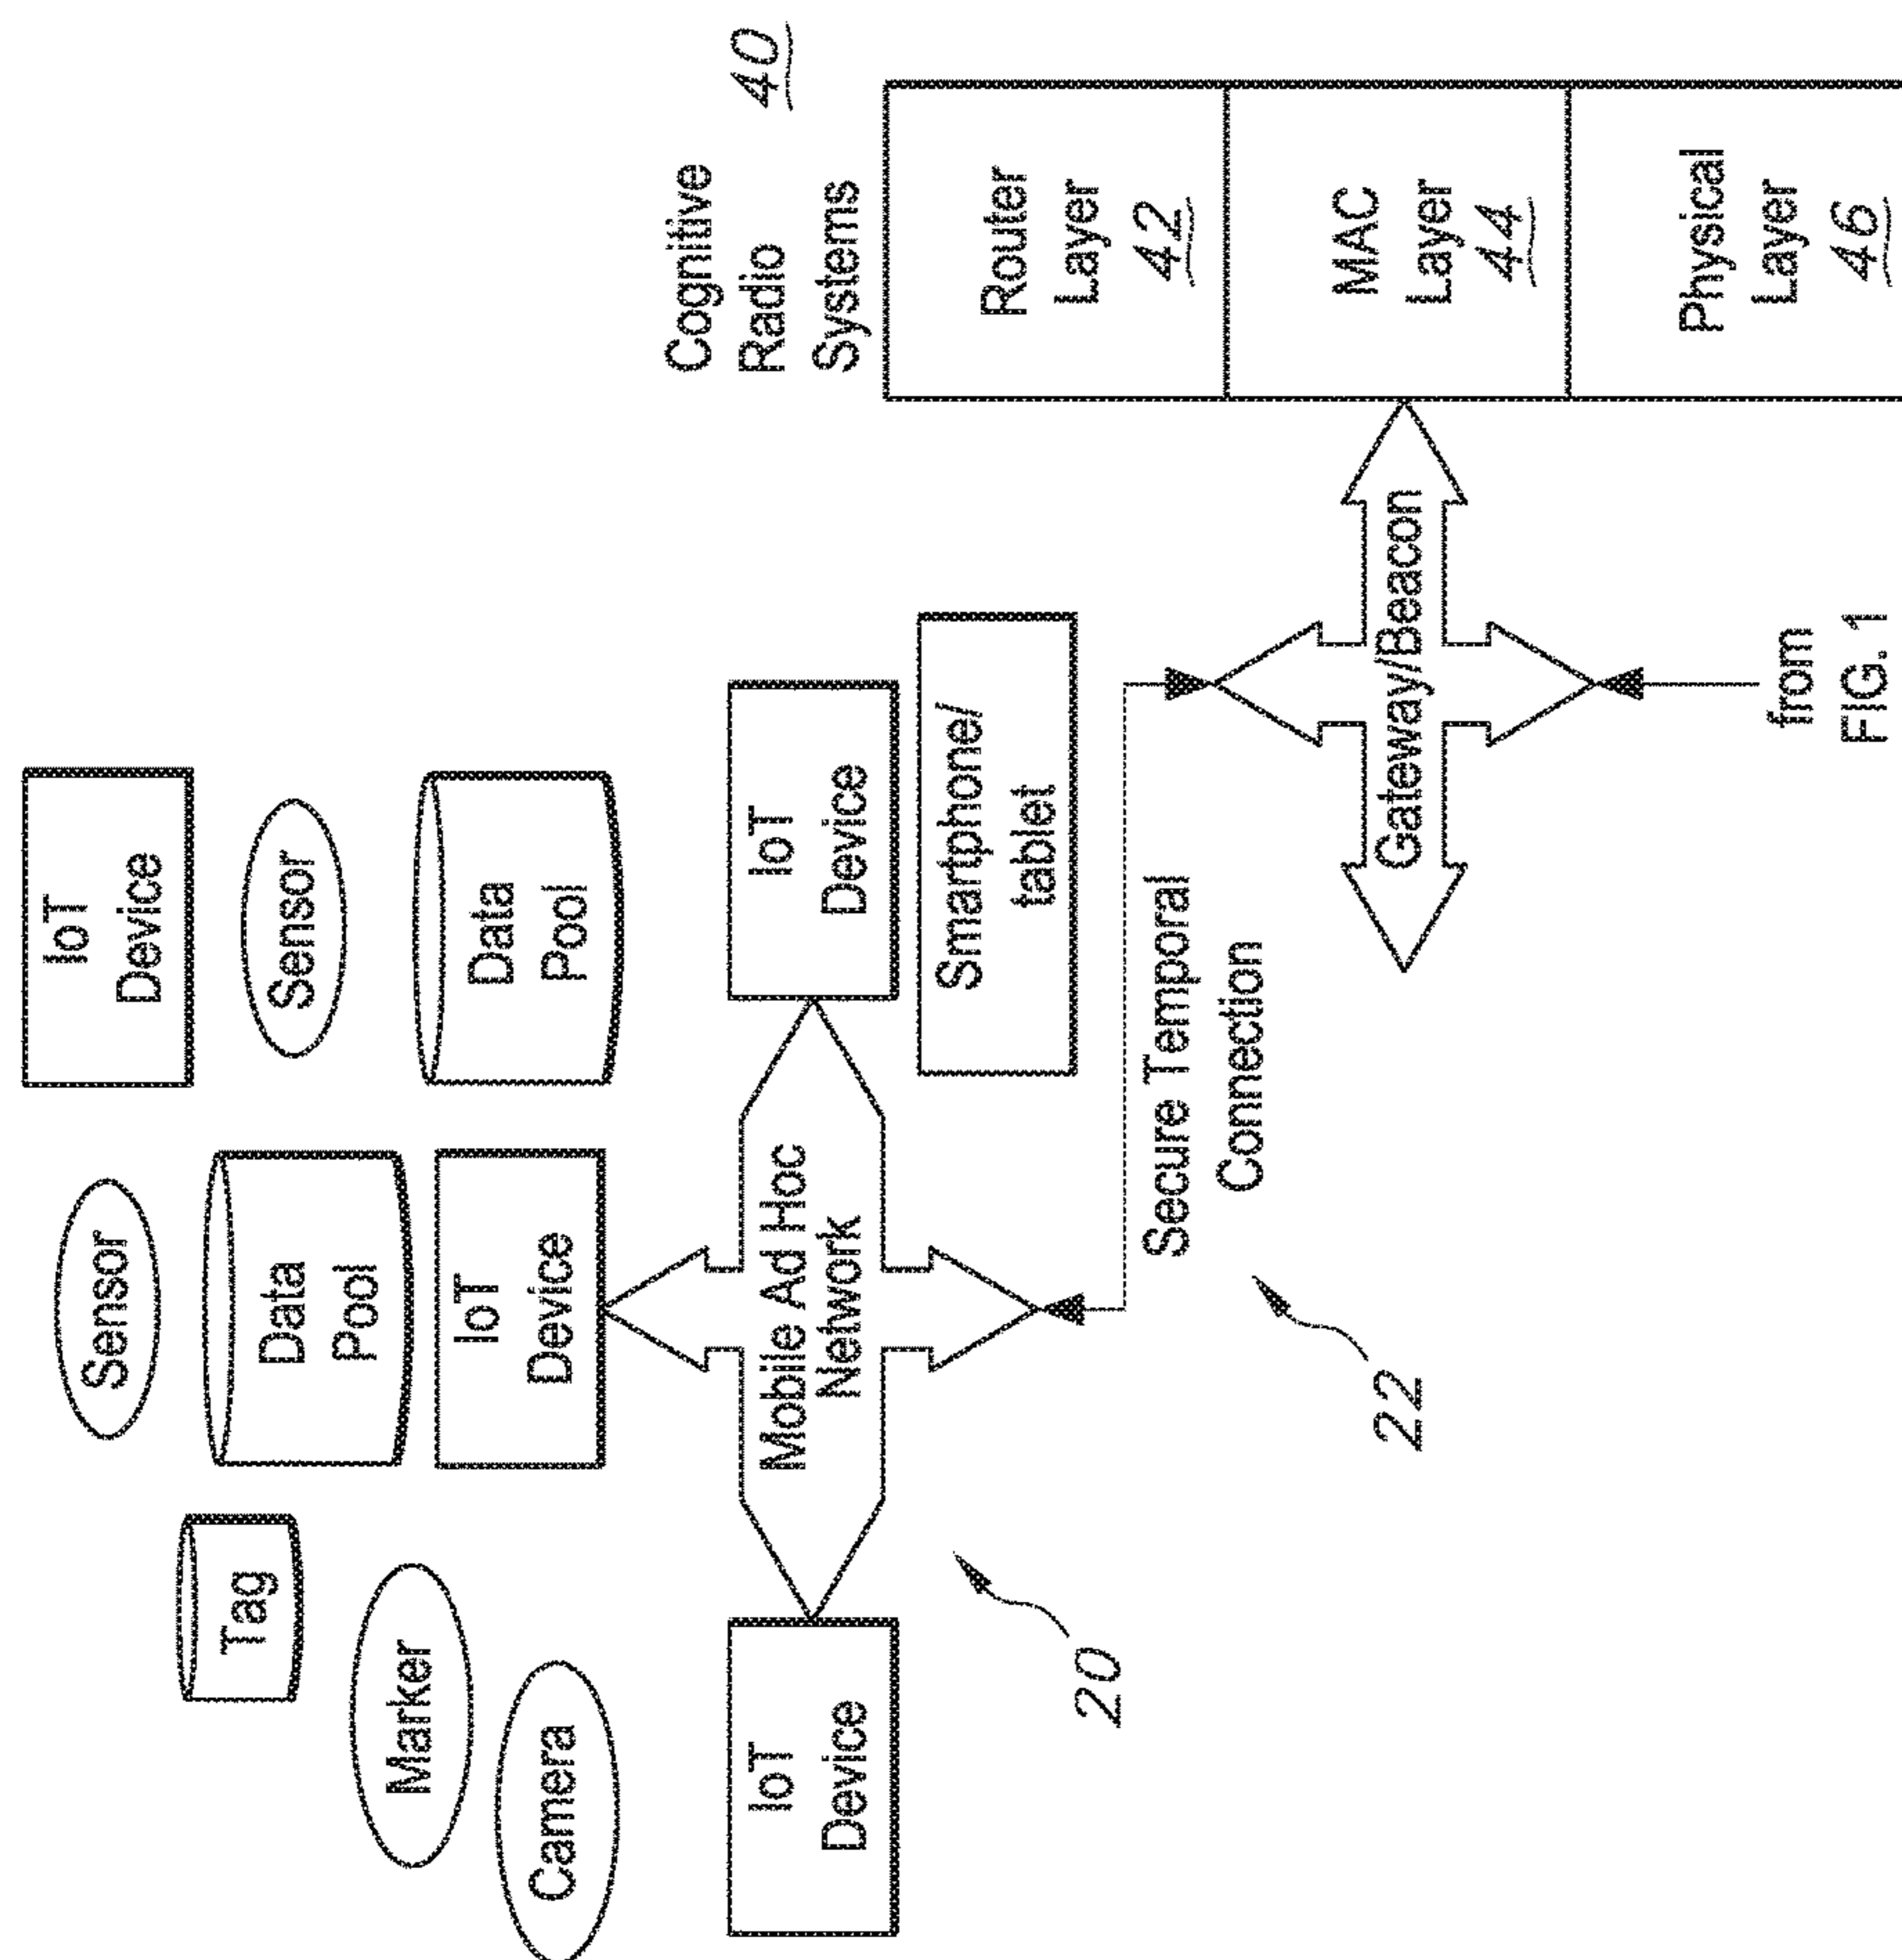 IoT
Device
Sensor
Tag
Data
Pool
Sensor
Marker
IoT
Device
Data
Pool
Camera
IoT
Device
Mobile Ad Hoc
Network
IoT
Device
Cognitive
Radio
Systems
40
Smartphone/
tablet
20
Secure Temporal
Connection
22
Router
Layer
42
Gateway/Beacon
MAC
Layer
44
from
FIG. 1
Physical
Layer
46